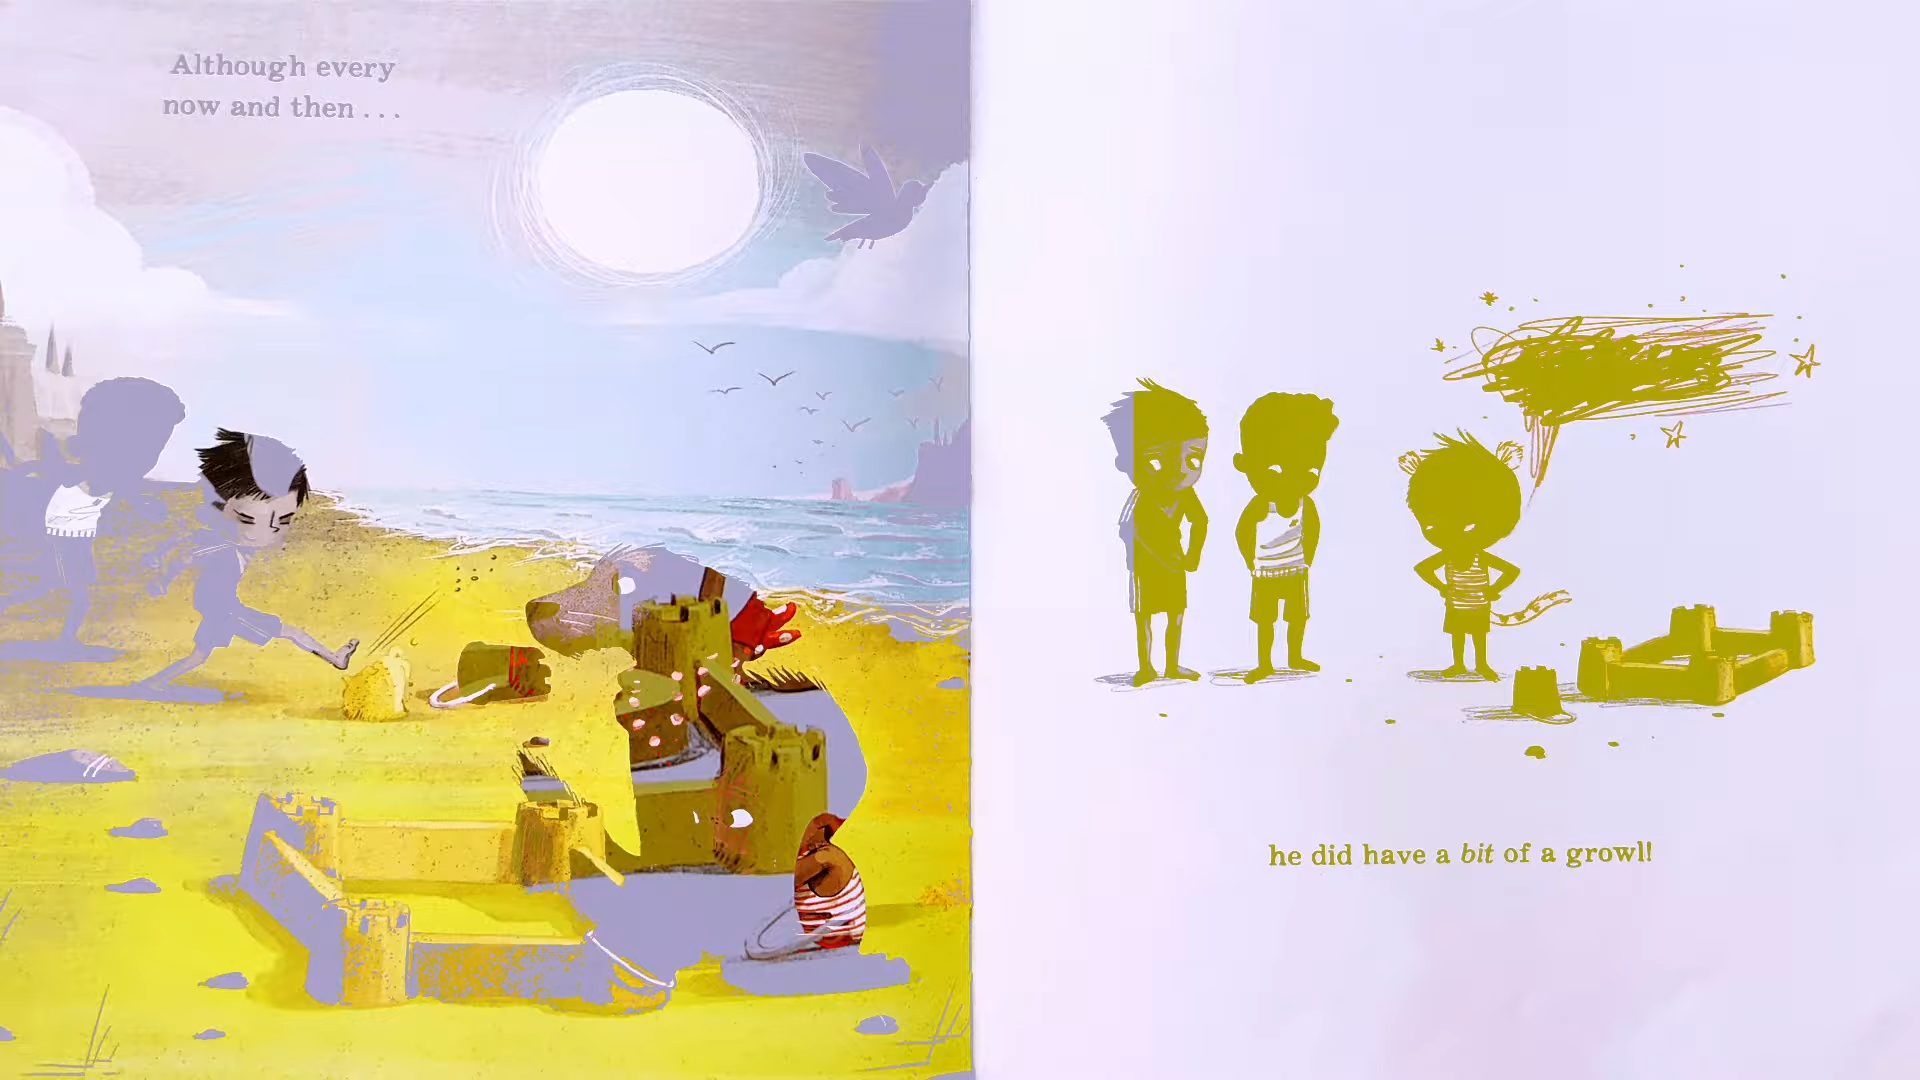 Although every
now and then . . .
he did have a bit of a growl!